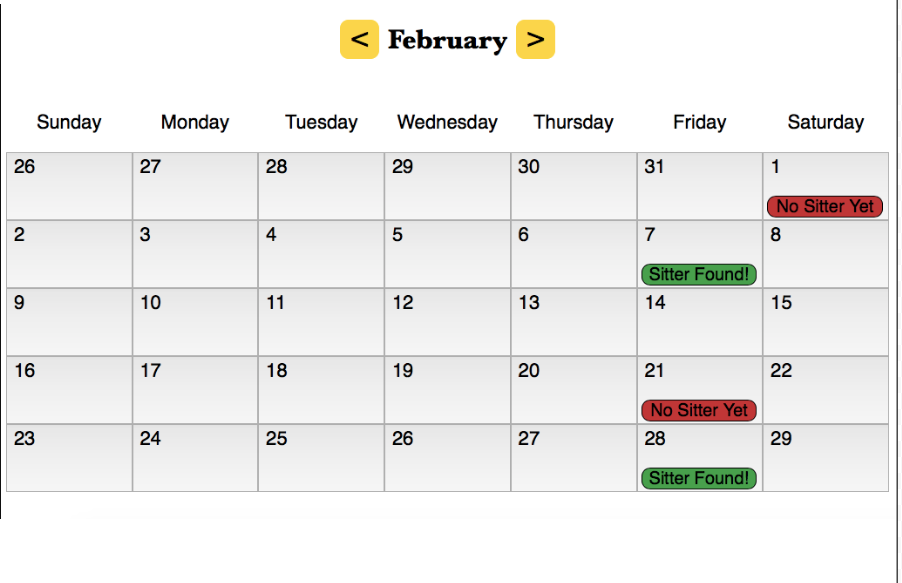 < February >
Sunday Monday Tuesday Wednesday Thursday Friday Saturday
26 27 28 29 30 31 1
No Sitter Yet
2 3 4 5 6 7 8
Sitter Found!
9 10 11 12 13 14 15
16 17 18 19 20 21 22
No Sitter Yet
23 24 25 26 27 28 29
Sitter Found!